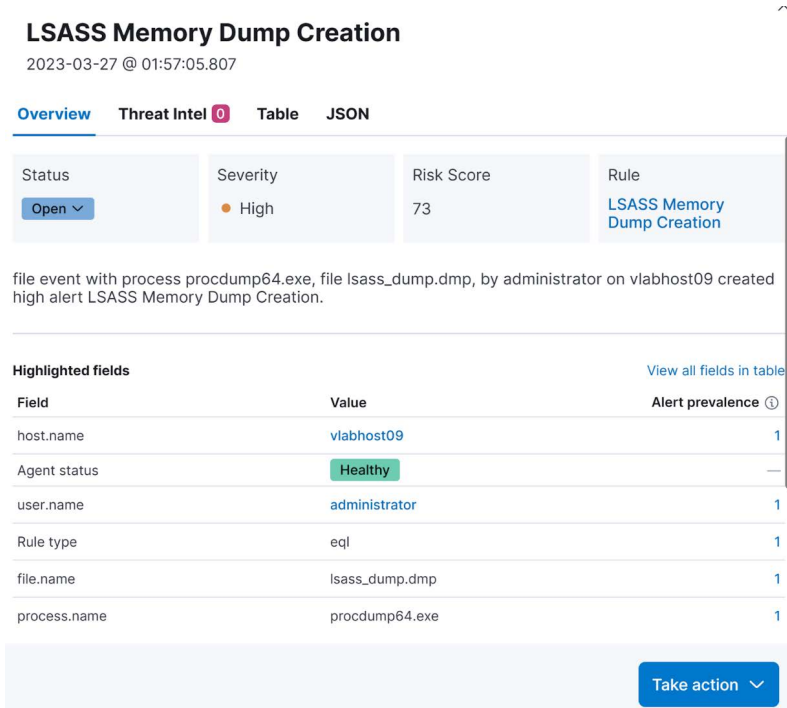 LSASS Memory Dump Creation
2023-03-27 @ 01:57:05.807
Overview Threat Intel 0 Table JSON
Status Severity Risk Score Rule
Open High 73 LSASS Memory
Dump Creation
file event with process procdump64.exe, file lsass_dump.dmp, by administrator on vlabhost09 created
high alert LSASS Memory Dump Creation.
Highlighted fields View all fields in table
Field Value Alert prevalence
host.name vlabhost09 1
Agent status Healthy —
user.name administrator 1
Rule type eql 1
file.name lsass_dump.dmp 1
process.name procdump64.exe 1
Take action